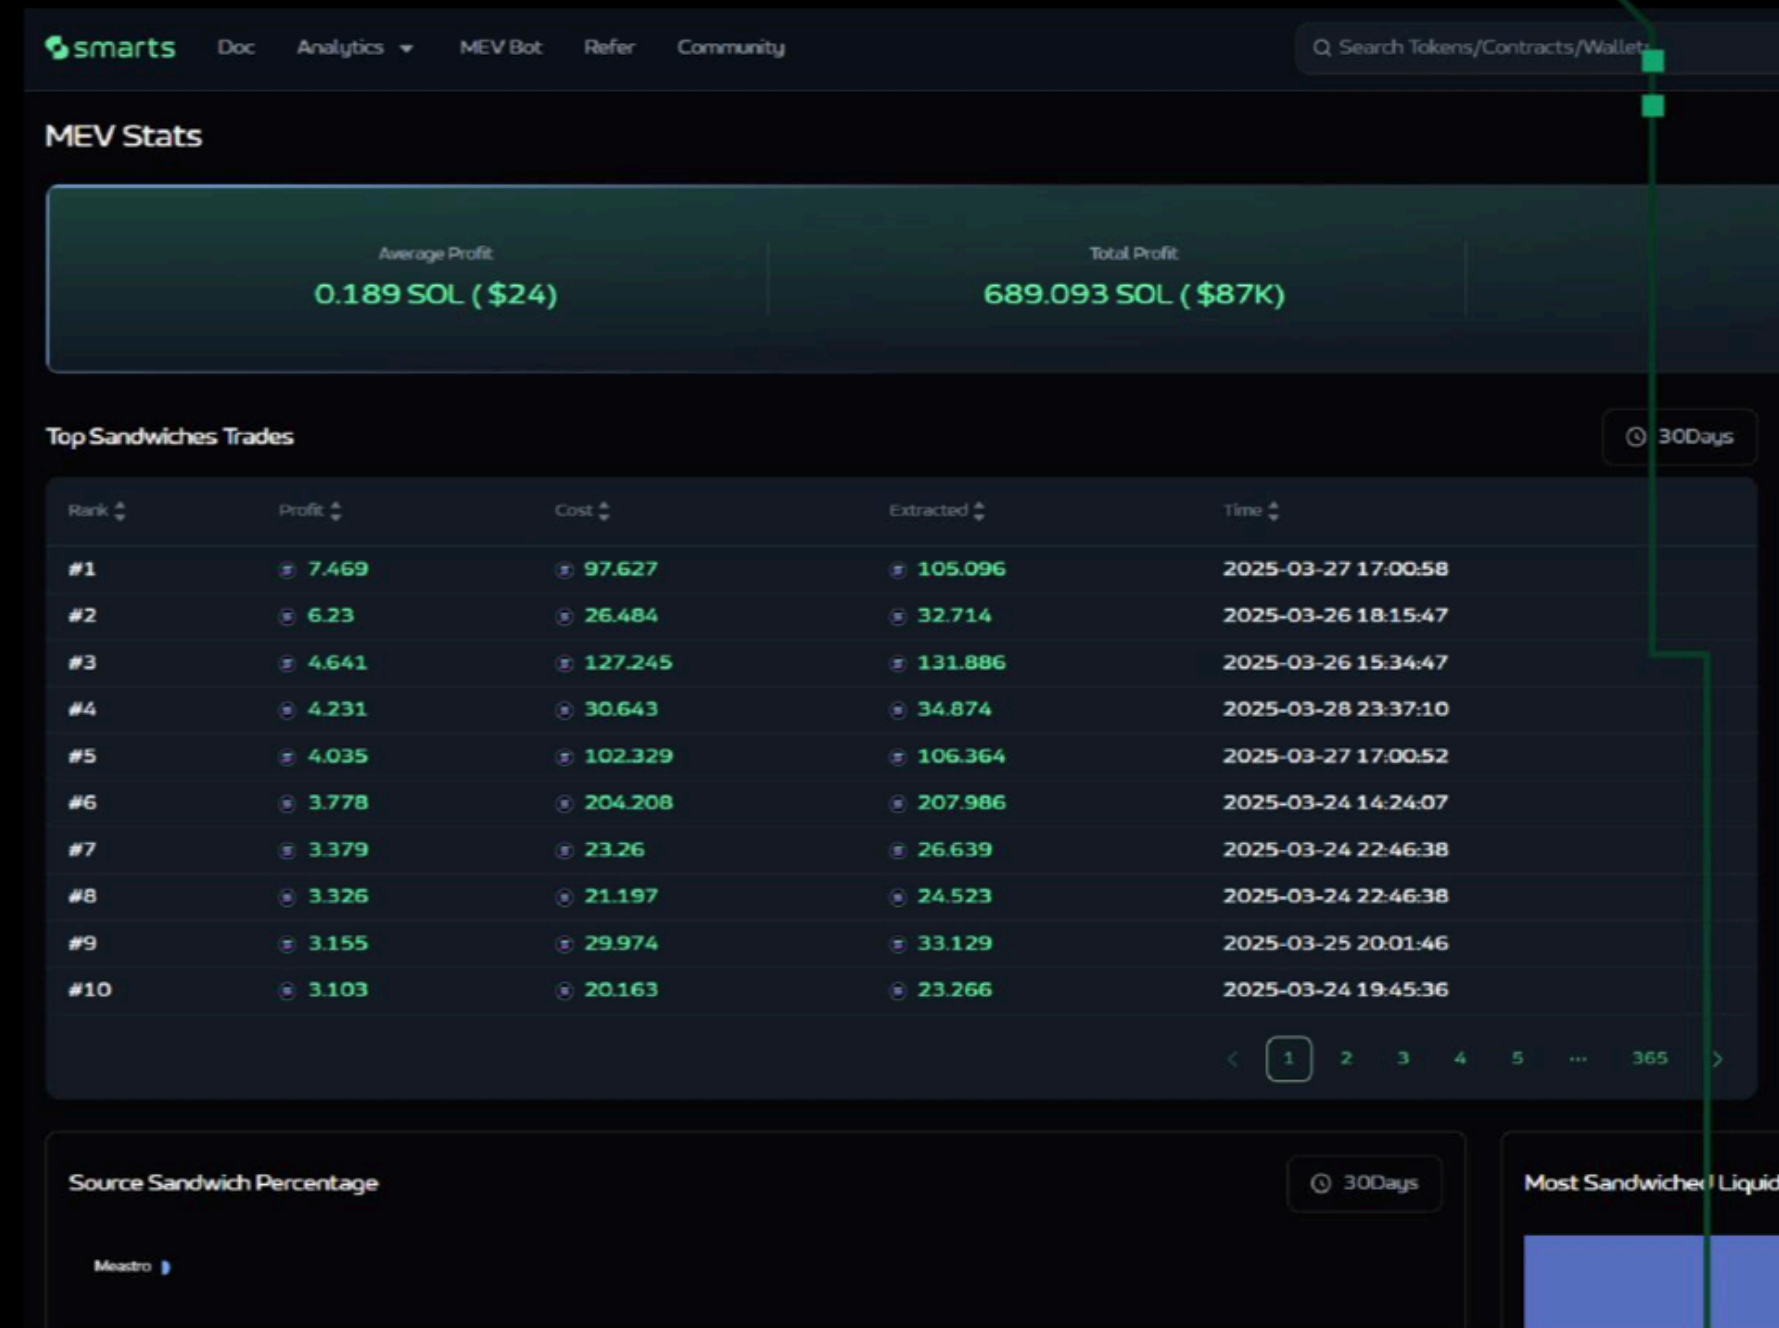 smarts Doc Analytics MEV Bot Refer Community Search Tokens/Contracts/Wallets
MEV Stats
Average Profit Total Profit
0.189 SOL ( $24) 689.093 SOL ( $87K)
Top Sandwiches Trades 30Days
Rank Profit Cost Extracted Time
#1 7.469 97.627 105.096 2025-03-27 17:00:58
#2 6.23 26.484 32.714 2025-03-26 18:15:47
#3 4.641 127.245 131.886 2025-03-26 15:34:47
#4 4.231 30.643 34.874 2025-03-28 23:37:10
#5 4.035 102.329 106.364 2025-03-27 17:00:52
#6 3.778 204.208 207.986 2025-03-24 14:24:07
#7 3.379 23.26 26.639 2025-03-24 22:46:38
#8 3.326 21.197 24.523 2025-03-24 22:46:38
#9 3.155 29.974 33.129 2025-03-25 20:01:46
#10 3.103 20.163 23.266 2025-03-24 19:45:36
< 1 2 3 4 5 ... 365 >
Source Sandwich Percentage 30Days Most Sandwiched Liquid
Meastro